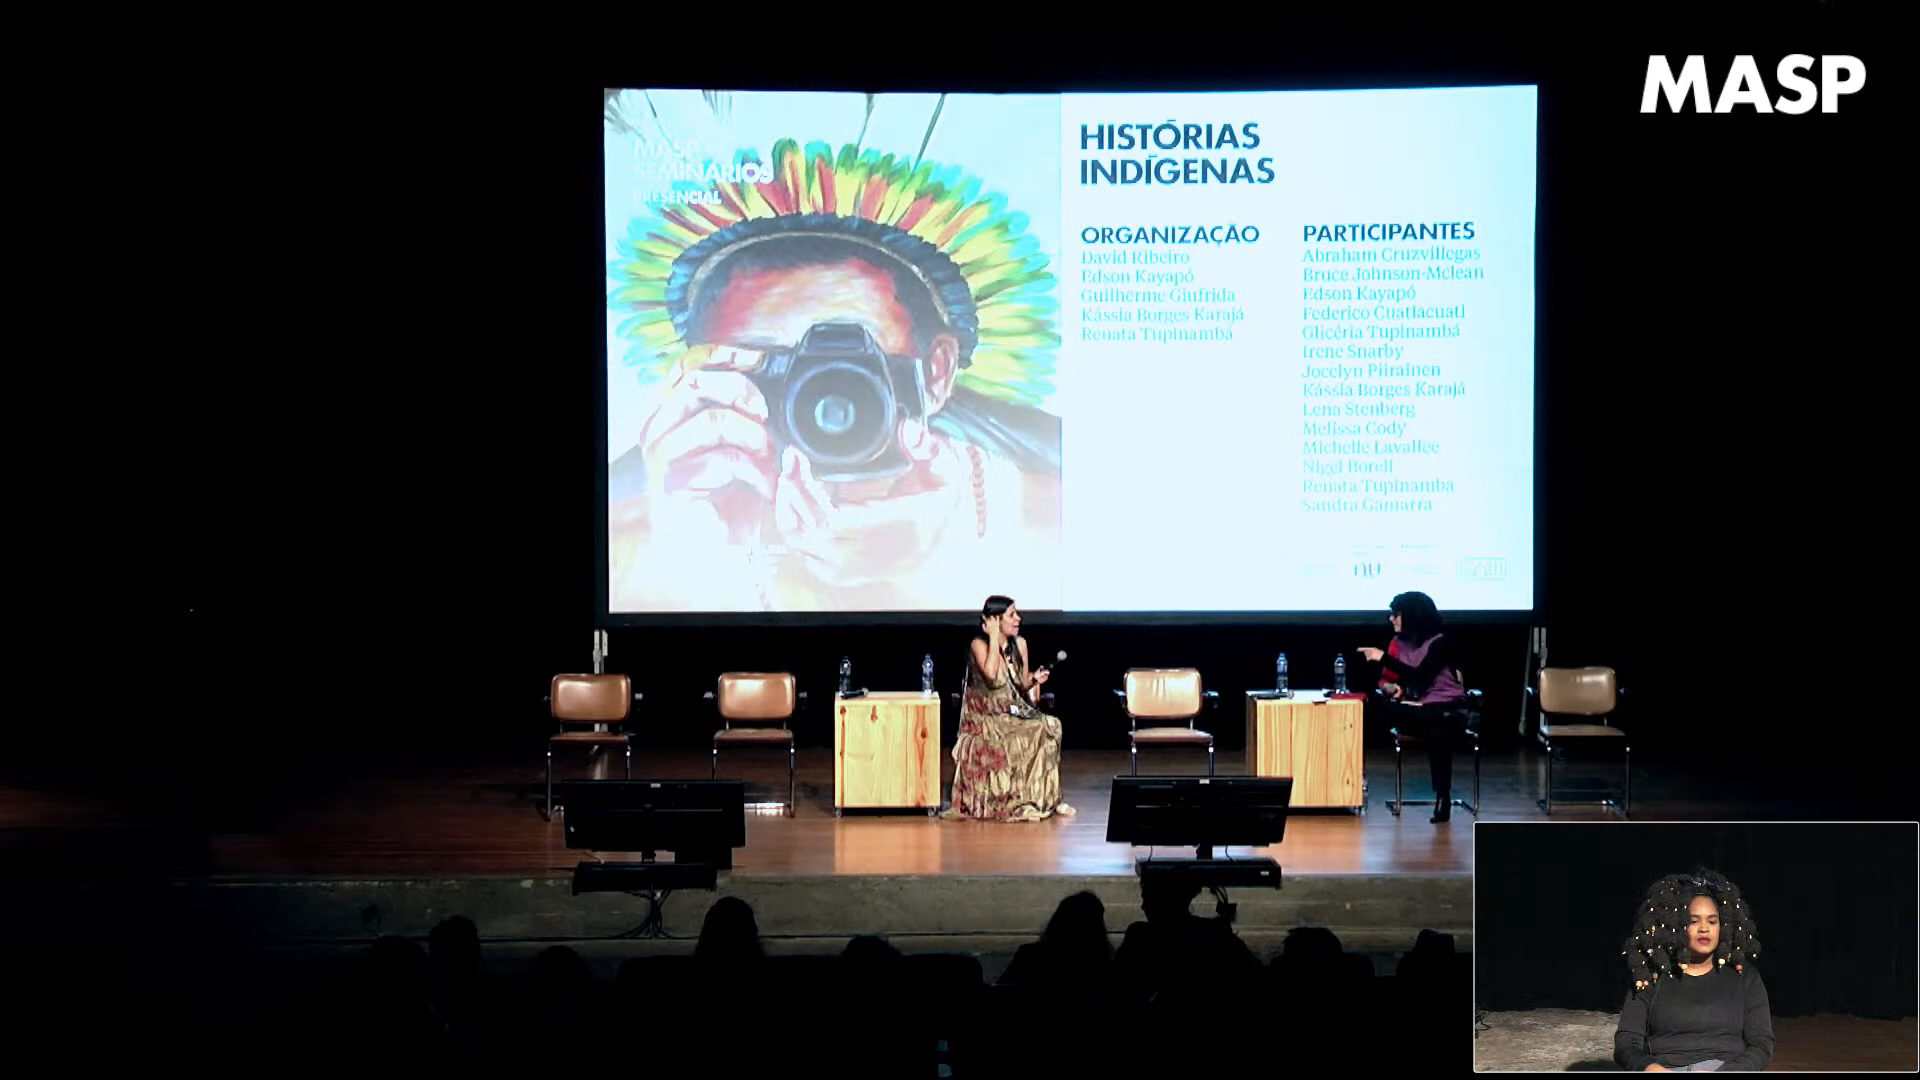 MASP
MASP
SEMINÁRIOS
PRESENCIAL
HISTÓRIAS
INDÍGENAS
ORGANIZAÇÃO
David Ribeiro
Edson Kayapó
Guilherme Giufrida
Kássia Borges Karajá
Renata Tupinambá
PARTICIPANTES
Abraham Cruzvillegas
Bruce Johnson-Mclean
Edson Kayapó
Federico Cuatlacuatl
Glicéria Tupinambá
Irene Snarby
Jocelyn Piirainen
Kássia Borges Karajá
Lena Stenberg
Melissa Cody
Michelle Lavallee
Nigel Borell
Renata Tupinambá
Sandra Gamarra
nu